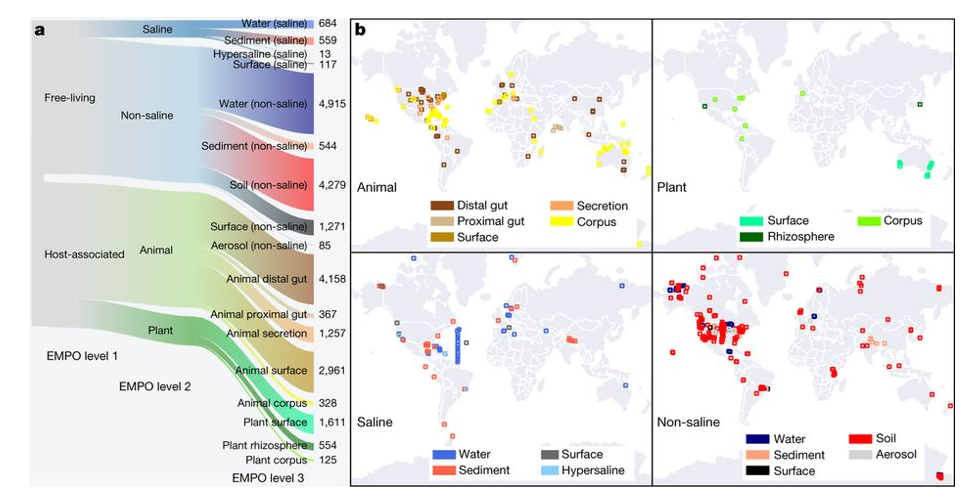 a
Free-living
Host-associated
EMPO level 1
Saline
Non-saline
Animal
Plant
EMPO level 2
Water (saline) 684
Sediment (saline) 559
Hypersaline (saline) 13
Surface (saline) 117
Water (non-saline) 4,915
Sediment (non-saline) 544
Soil (non-saline) 4,279
Surface (non-saline) 1,271
Aerosol (non-saline) 85
Animal distal gut 4,158
Animal proximal gut 367
Animal secretion 1,257
Animal surface 2,961
Animal corpus 328
Plant surface 1,611
Plant rhizosphere 554
Plant corpus 125
EMPO level 3
b
Animal
Distal gut
Proximal gut
Surface
Secretion
Corpus
Plant
Surface
Rhizosphere
Corpus
Saline
Water
Sediment
Surface
Hypersaline
Non-saline
Water
Sediment
Surface
Soil
Aerosol